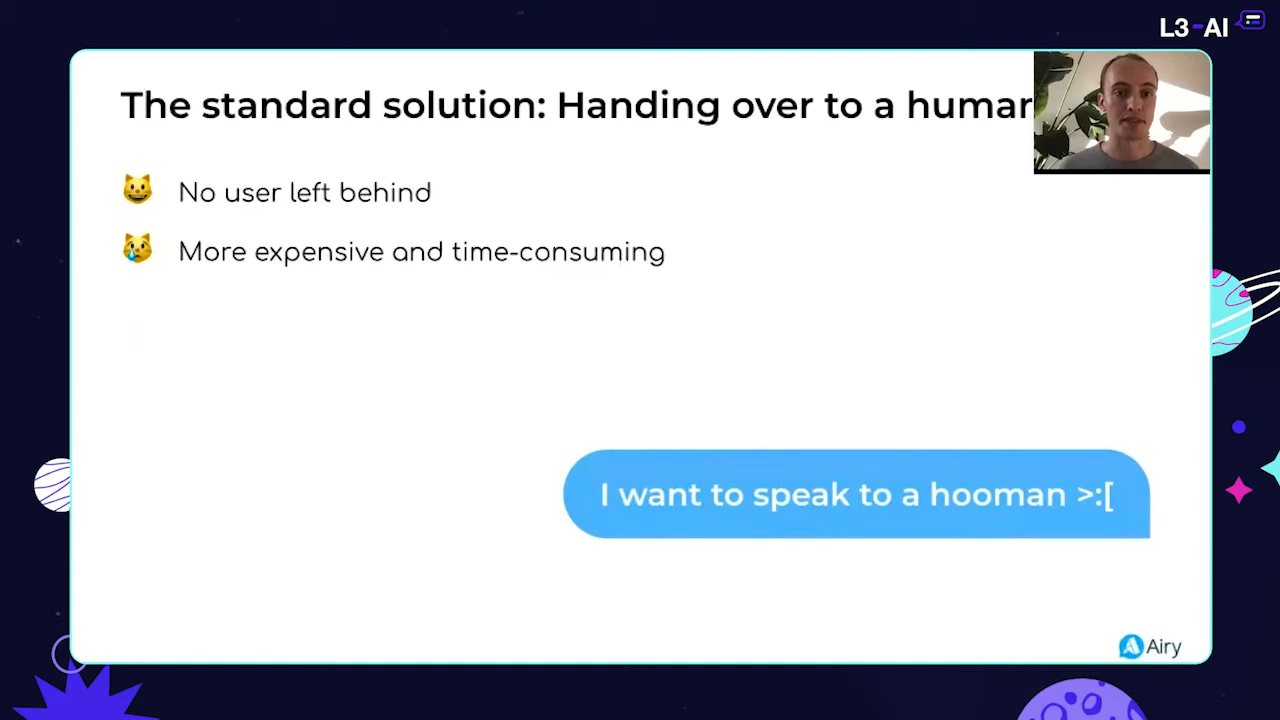 L3-AI
The standard solution: Handing over to a human
No user left behind
More expensive and time-consuming
I want to speak to a hooman >:[
Airy